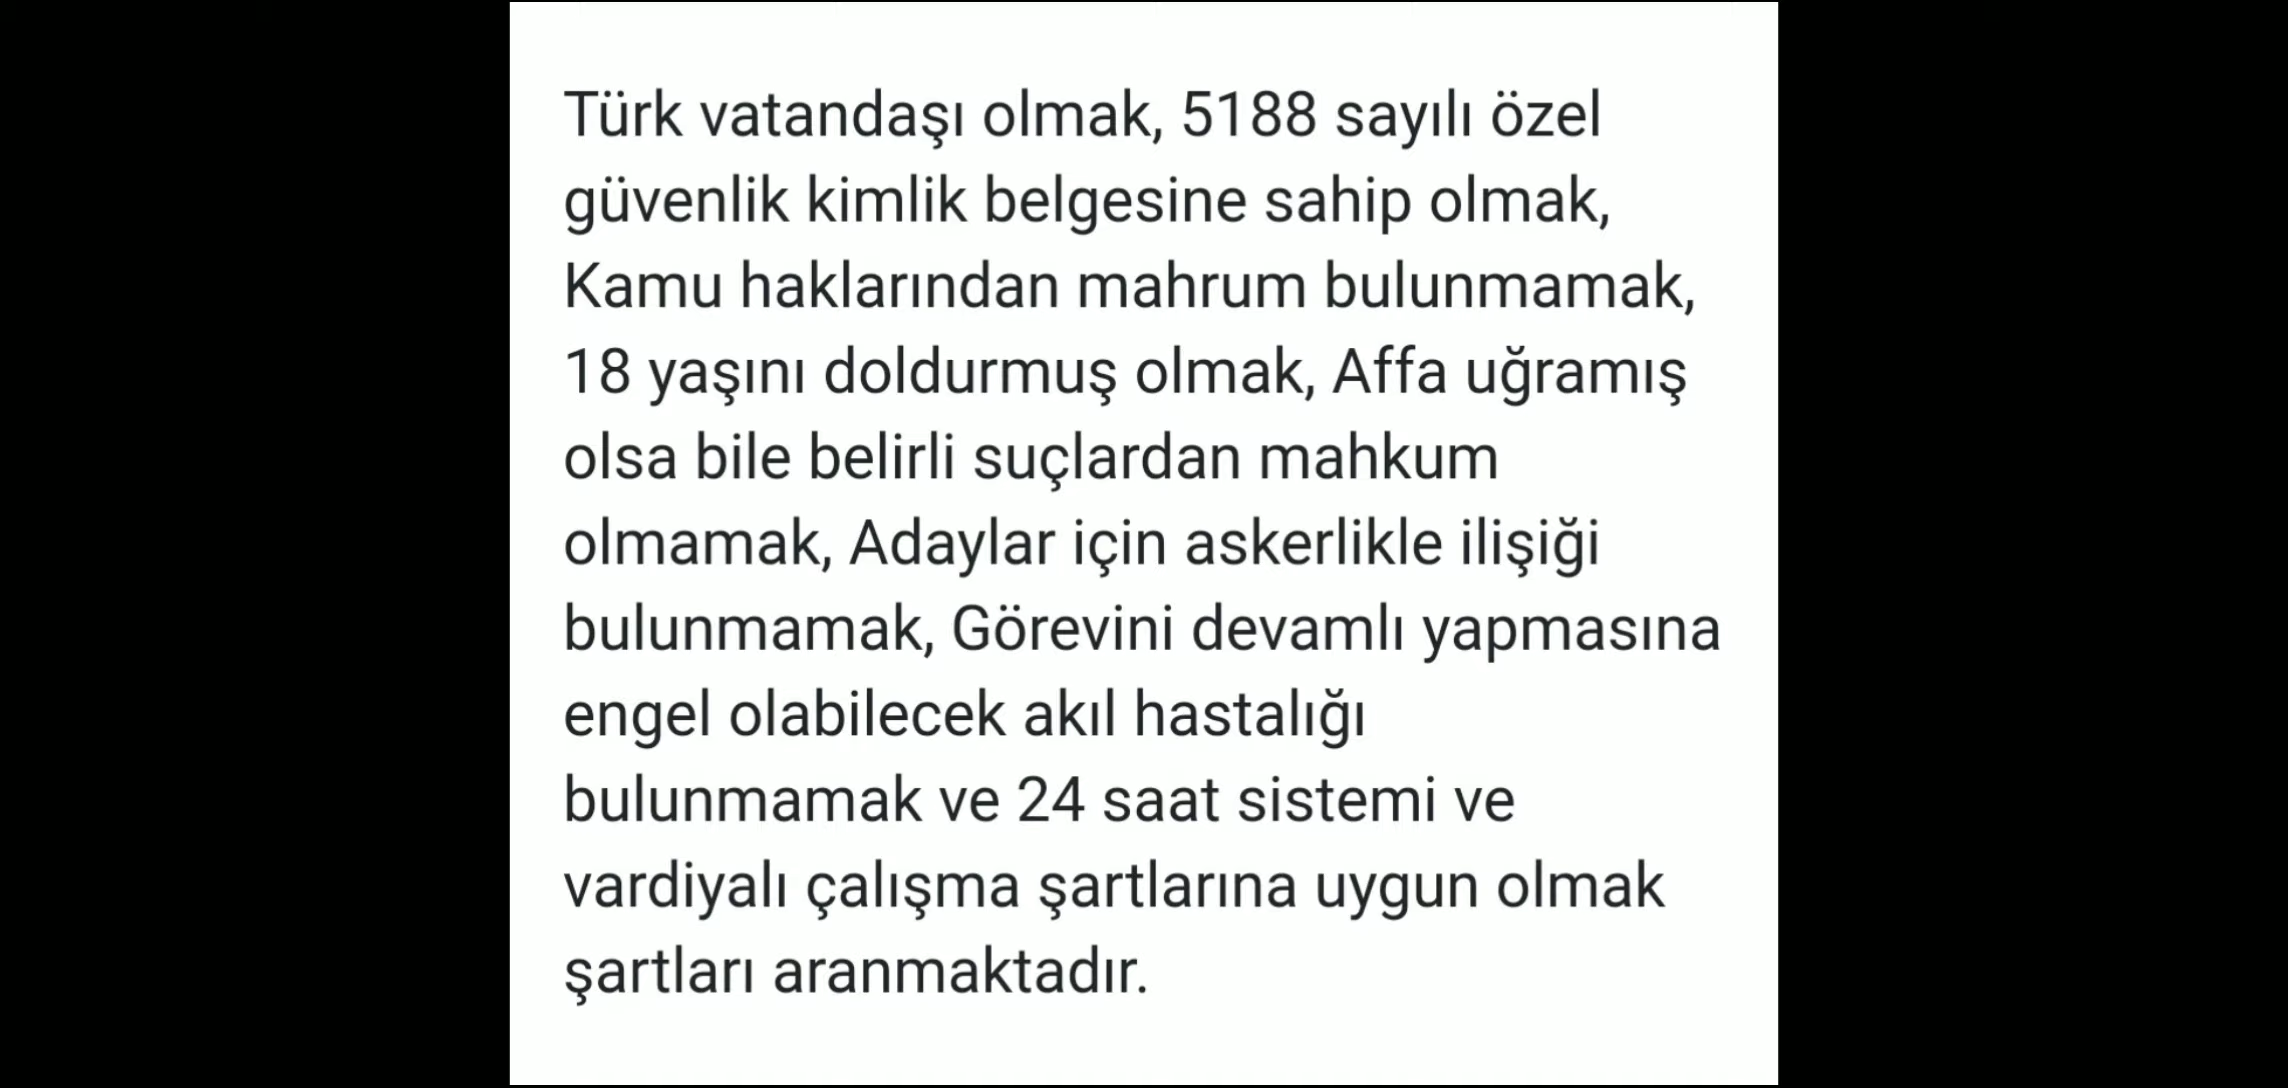 Türk vatandaşı olmak, 5188 sayılı özel
güvenlik kimlik belgesine sahip olmak,
Kamu haklarından mahrum bulunmamak,
18 yaşını doldurmuş olmak, Affa uğramış
olsa bile belirli suçlardan mahkum
olmamak, Adaylar için askerlikle ilişiği
bulunmamak, Görevini devamlı yapmasına
engel olabilecek akıl hastalığı
bulunmamak ve 24 saat sistemi ve
vardiyalı çalışma şartlarına uygun olmak
şartları aranmaktadır.